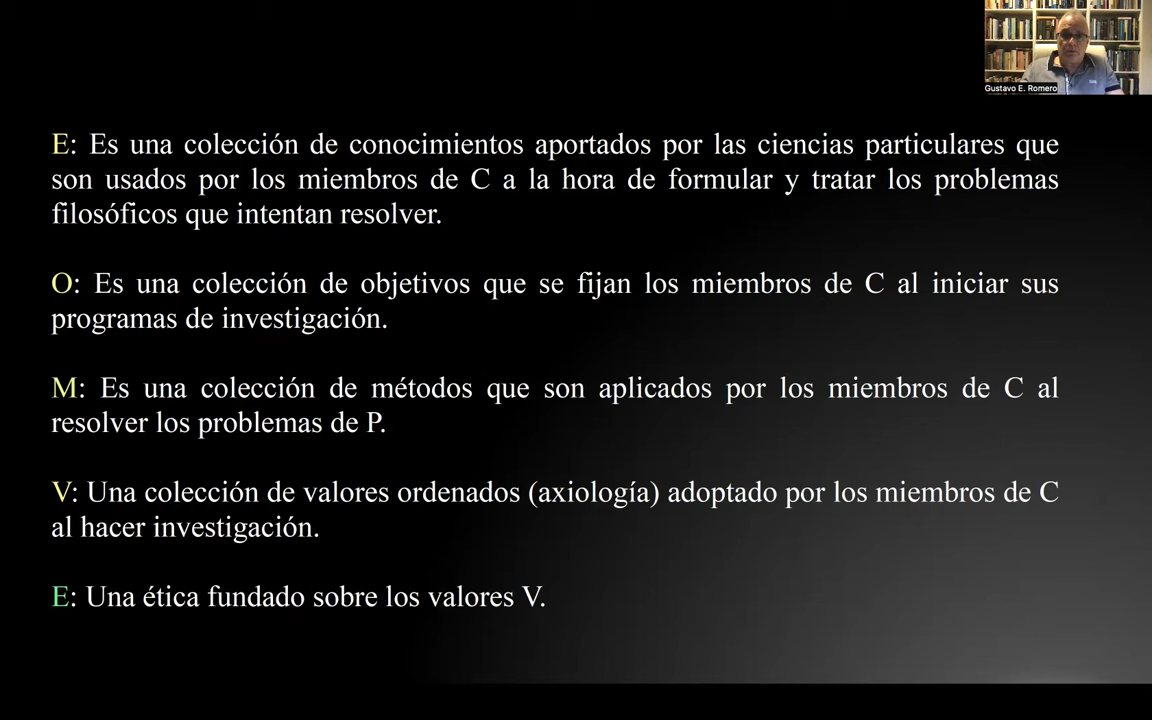 Gustavo E. Romero
E: Es una colección de conocimientos aportados por las ciencias particulares que
son usados por los miembros de C a la hora de formular y tratar los problemas
filosóficos que intentan resolver.
O: Es una colección de objetivos que se fijan los miembros de C al iniciar sus
programas de investigación.
M: Es una colección de métodos que son aplicados por los miembros de C al
resolver los problemas de P.
V: Una colección de valores ordenados (axiología) adoptado por los miembros de C
al hacer investigación.
E: Una ética fundado sobre los valores V.